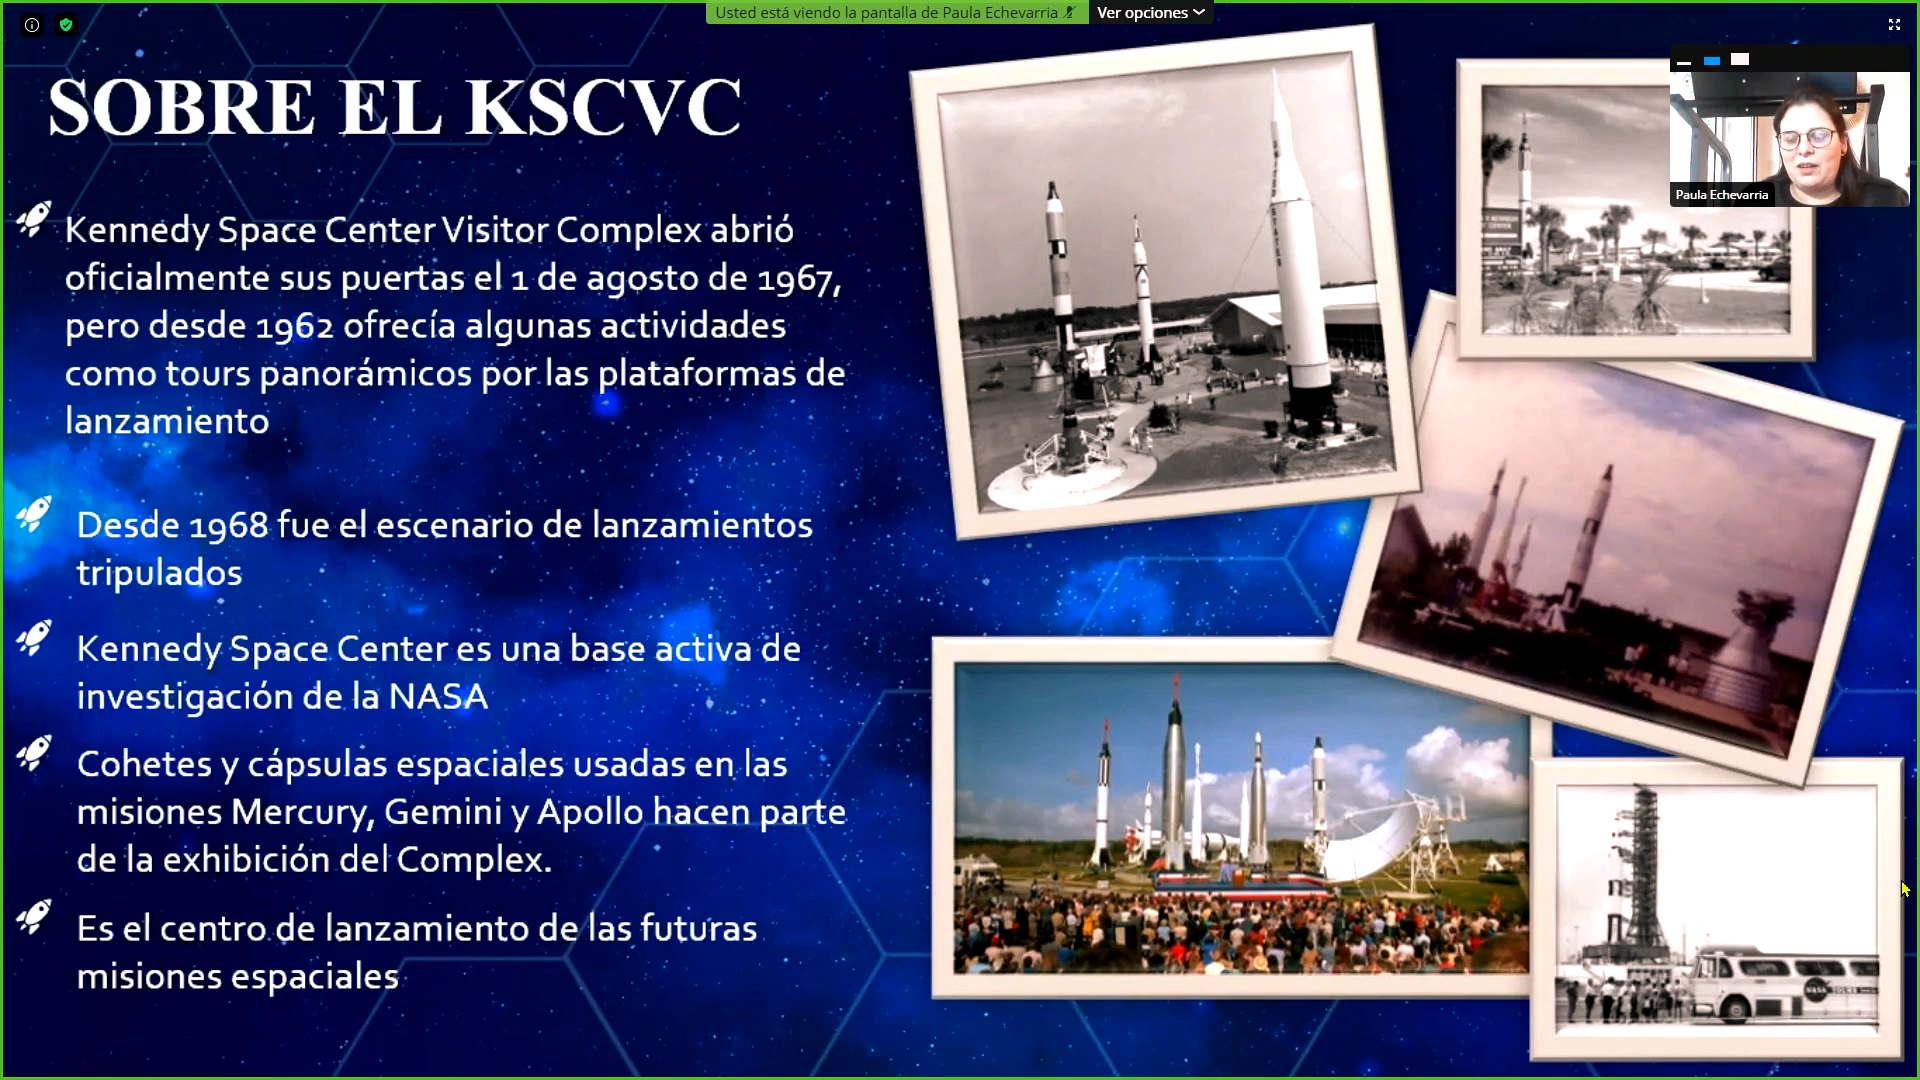 Usted está viendo la pantalla de Paula Echevarria
Ver opciones
SOBRE EL KSCVC
Paula Echevarria
Kennedy Space Center Visitor Complex abrió
oficialmente sus puertas el 1 de agosto de 1967,
pero desde 1962 ofrecía algunas actividades
como tours panorámicos por las plataformas de
lanzamiento
Desde 1968 fue el escenario de lanzamientos
tripulados
Kennedy Space Center es una base activa de
investigación de la NASA
Cohetes y cápsulas espaciales usadas en las
misiones Mercury, Gemini y Apollo hacen parte
de la exhibición del Complex.
Es el centro de lanzamiento de las futuras
misiones espaciales
UNITED STATES
NASA TOURS